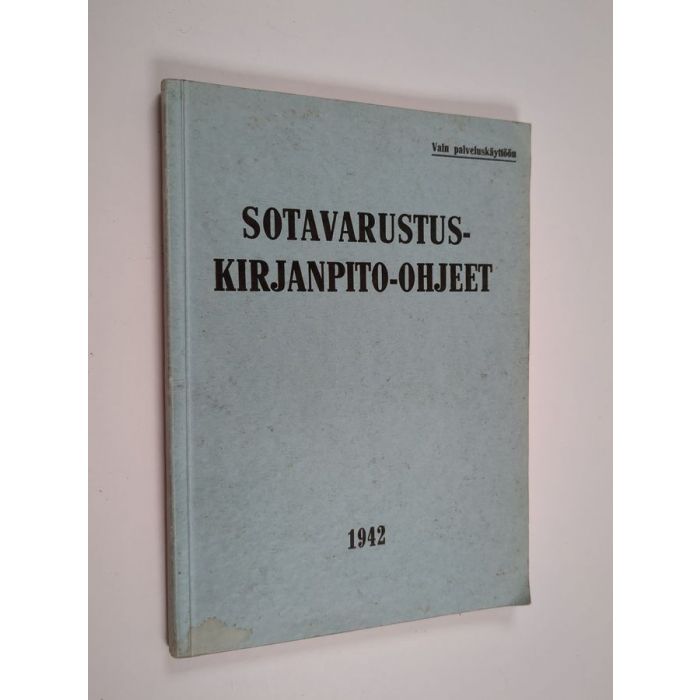 Vain palveluskäyttöön
SOTAVARUSTUS-
KIRJANPITO-OHJEET
1942